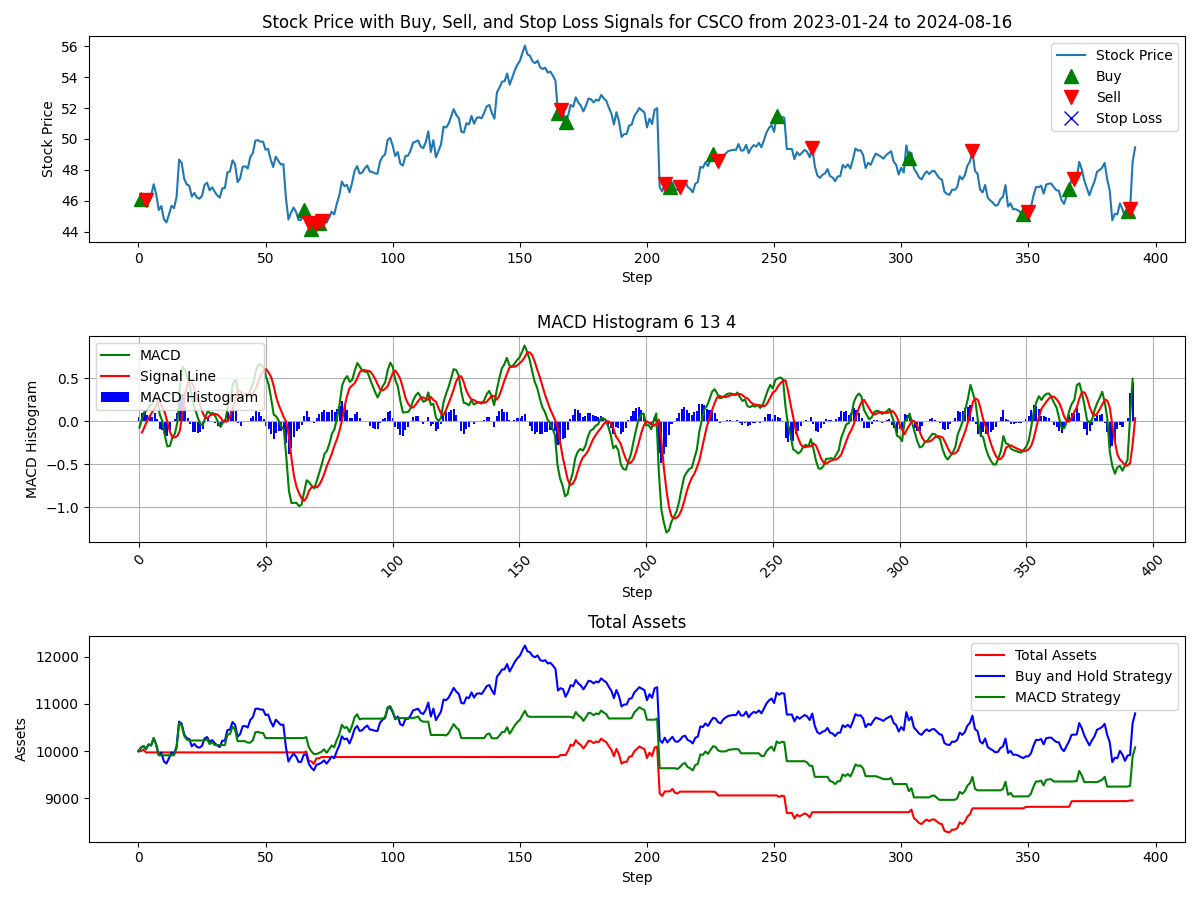 Stock Price with Buy, Sell, and Stop Loss Signals for CSCO from 2023-01-24 to 2024-08-16
Stock Price
56
54
52
50
48
46
44
Stock Price
Buy
Sell
Stop Loss
0 50 100 150 200 250 300 350 400
Step
MACD Histogram 6 13 4
MACD Histogram
0.5
0.0
−0.5
−1.0
MACD
Signal Line
MACD Histogram
0 50 100 150 200 250 300 350 400
Step
Total Assets
Assets
12000
11000
10000
9000
Total Assets
Buy and Hold Strategy
MACD Strategy
0 50 100 150 200 250 300 350 400
Step